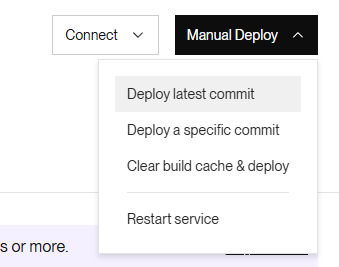 Connect
Manual Deploy
Deploy latest commit
Deploy a specific commit
Clear build cache & deploy
Restart service
s or more.